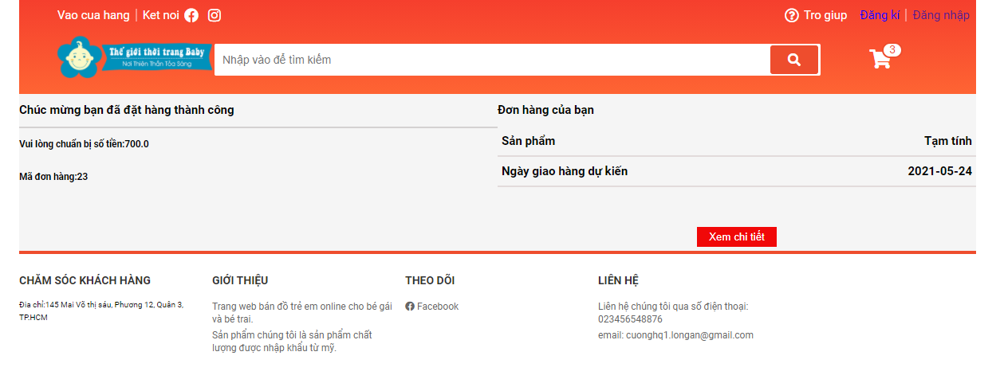 Vao cua hang | Ket noi
Tro giup Đăng kí | Đăng nhập
Thế giới thời trang Baby
Nơi Thiên Thần Tỏa Sáng
Nhập vào để tìm kiếm
3
Chúc mừng bạn đã đặt hàng thành công
Vui lòng chuẩn bị số tiền:700.0
Mã đơn hàng:23
Đơn hàng của bạn
Sản phẩm Tạm tính
Ngày giao hàng dự kiến 2021-05-24
Xem chi tiết
CHĂM SÓC KHÁCH HÀNG
Địa chỉ:145 Mai Võ thị sáu, Phương 12, Quân 3,
TP.HCM
GIỚI THIỆU
Trang web bán đồ trẻ em online cho bé gái
và bé trai.
Sản phẩm chúng tôi là sản phẩm chất
lượng được nhập khẩu từ mỹ.
THEO DÕI
Facebook
LIÊN HỆ
Liên hệ chúng tôi qua số điện thoại:
023456548876
email: cuonghq1.longan@gmail.com